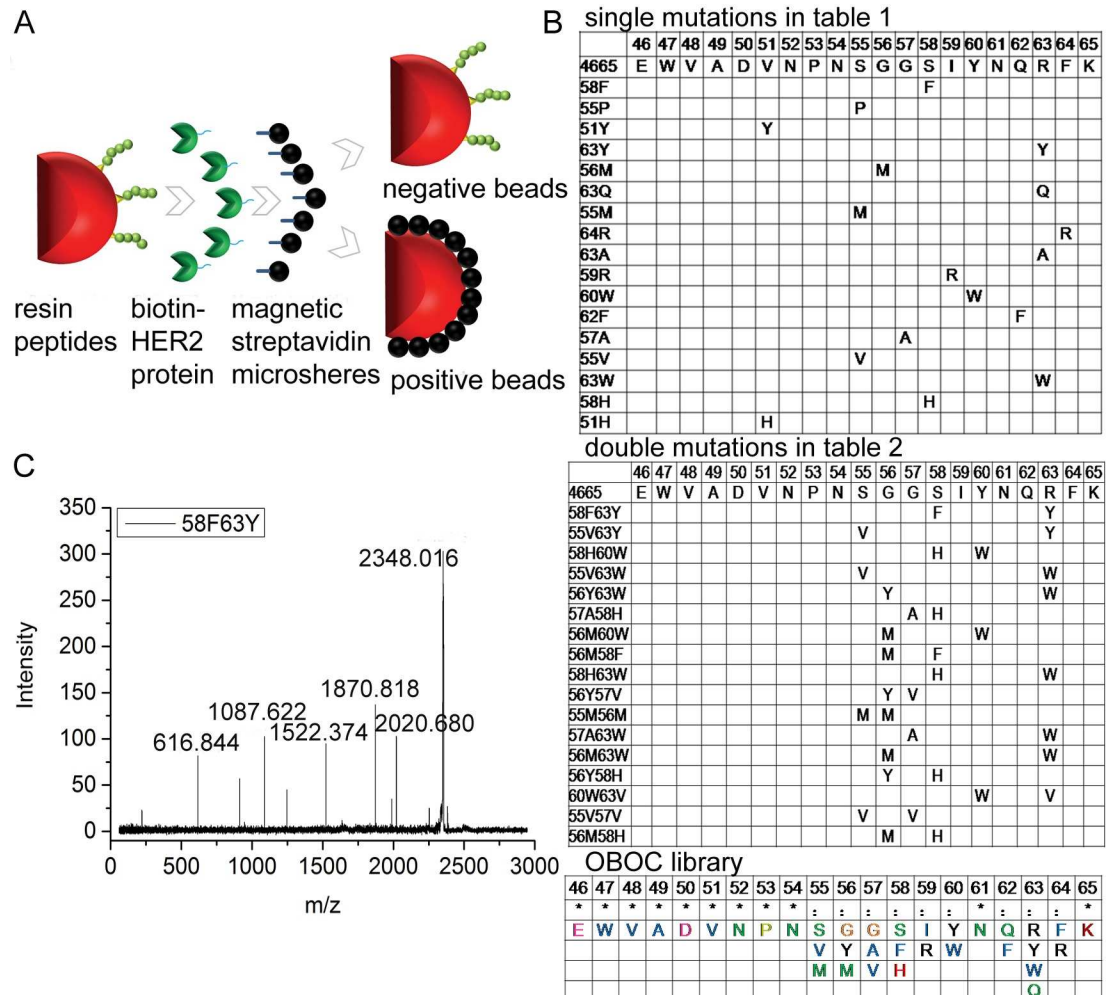 A
resin peptides
biotin-HER2 protein
magnetic streptavidin microsheres
negative beads
positive beads
B
single mutations in table 1
46 47 48 49 50 51 52 53 54 55 56 57 58 59 60 61 62 63 64 65
4665 E W V A D V N P N S G G S I Y N Q R F K
58F F
55P P
51Y Y
63Y Y
56M M
63Q Q
55M M
64R R
63A A
59R R
60W W
62F F
57A A
55V V
63W W
58H H
51H H
double mutations in table 2
46 47 48 49 50 51 52 53 54 55 56 57 58 59 60 61 62 63 64 65
4665 E W V A D V N P N S G G S I Y N Q R F K
58F63Y F Y
55V63Y V Y
58H60W H W
55V63W V W
56Y63W Y W
57A58H A H
56M60W M W
56M58F M F
58H63W H W
56Y57V Y V
55M56M M M
57A63W A W
56M63W M W
56Y58H Y H
60W63V W V
55V57V V V
56M58H M H
OBOC library
46 47 48 49 50 51 52 53 54 55 56 57 58 59 60 61 62 63 64 65
* * * * * * * * * : : : : : : * : : : *
E W V A D V N P N S G G S I Y N Q R F K
V Y A F R W F Y R
M M V H W
Q
C
58F63Y
Intensity
350
300
250
200
150
100
50
0
2348.016
1870.818
2020.680
1087.622
1522.374
616.844
0 500 1000 1500 2000 2500 3000
m/z